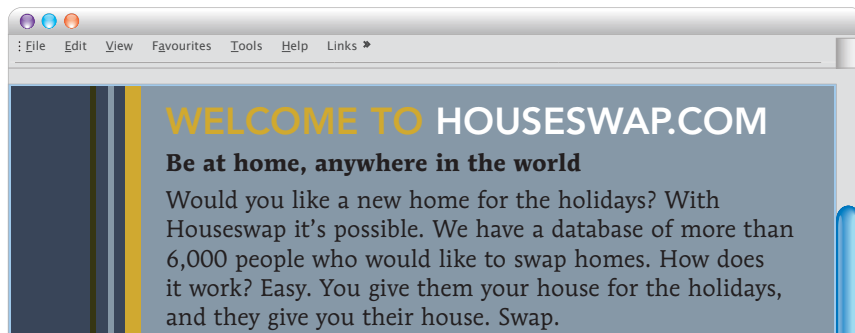 File Edit View Favourites Tools Help Links »
WELCOME TO HOUSESWAP.COM
Be at home, anywhere in the world
Would you like a new home for the holidays? With
Houseswap it's possible. We have a database of more than
6,000 people who would like to swap homes. How does
it work? Easy. You give them your house for the holidays,
and they give you their house. Swap.